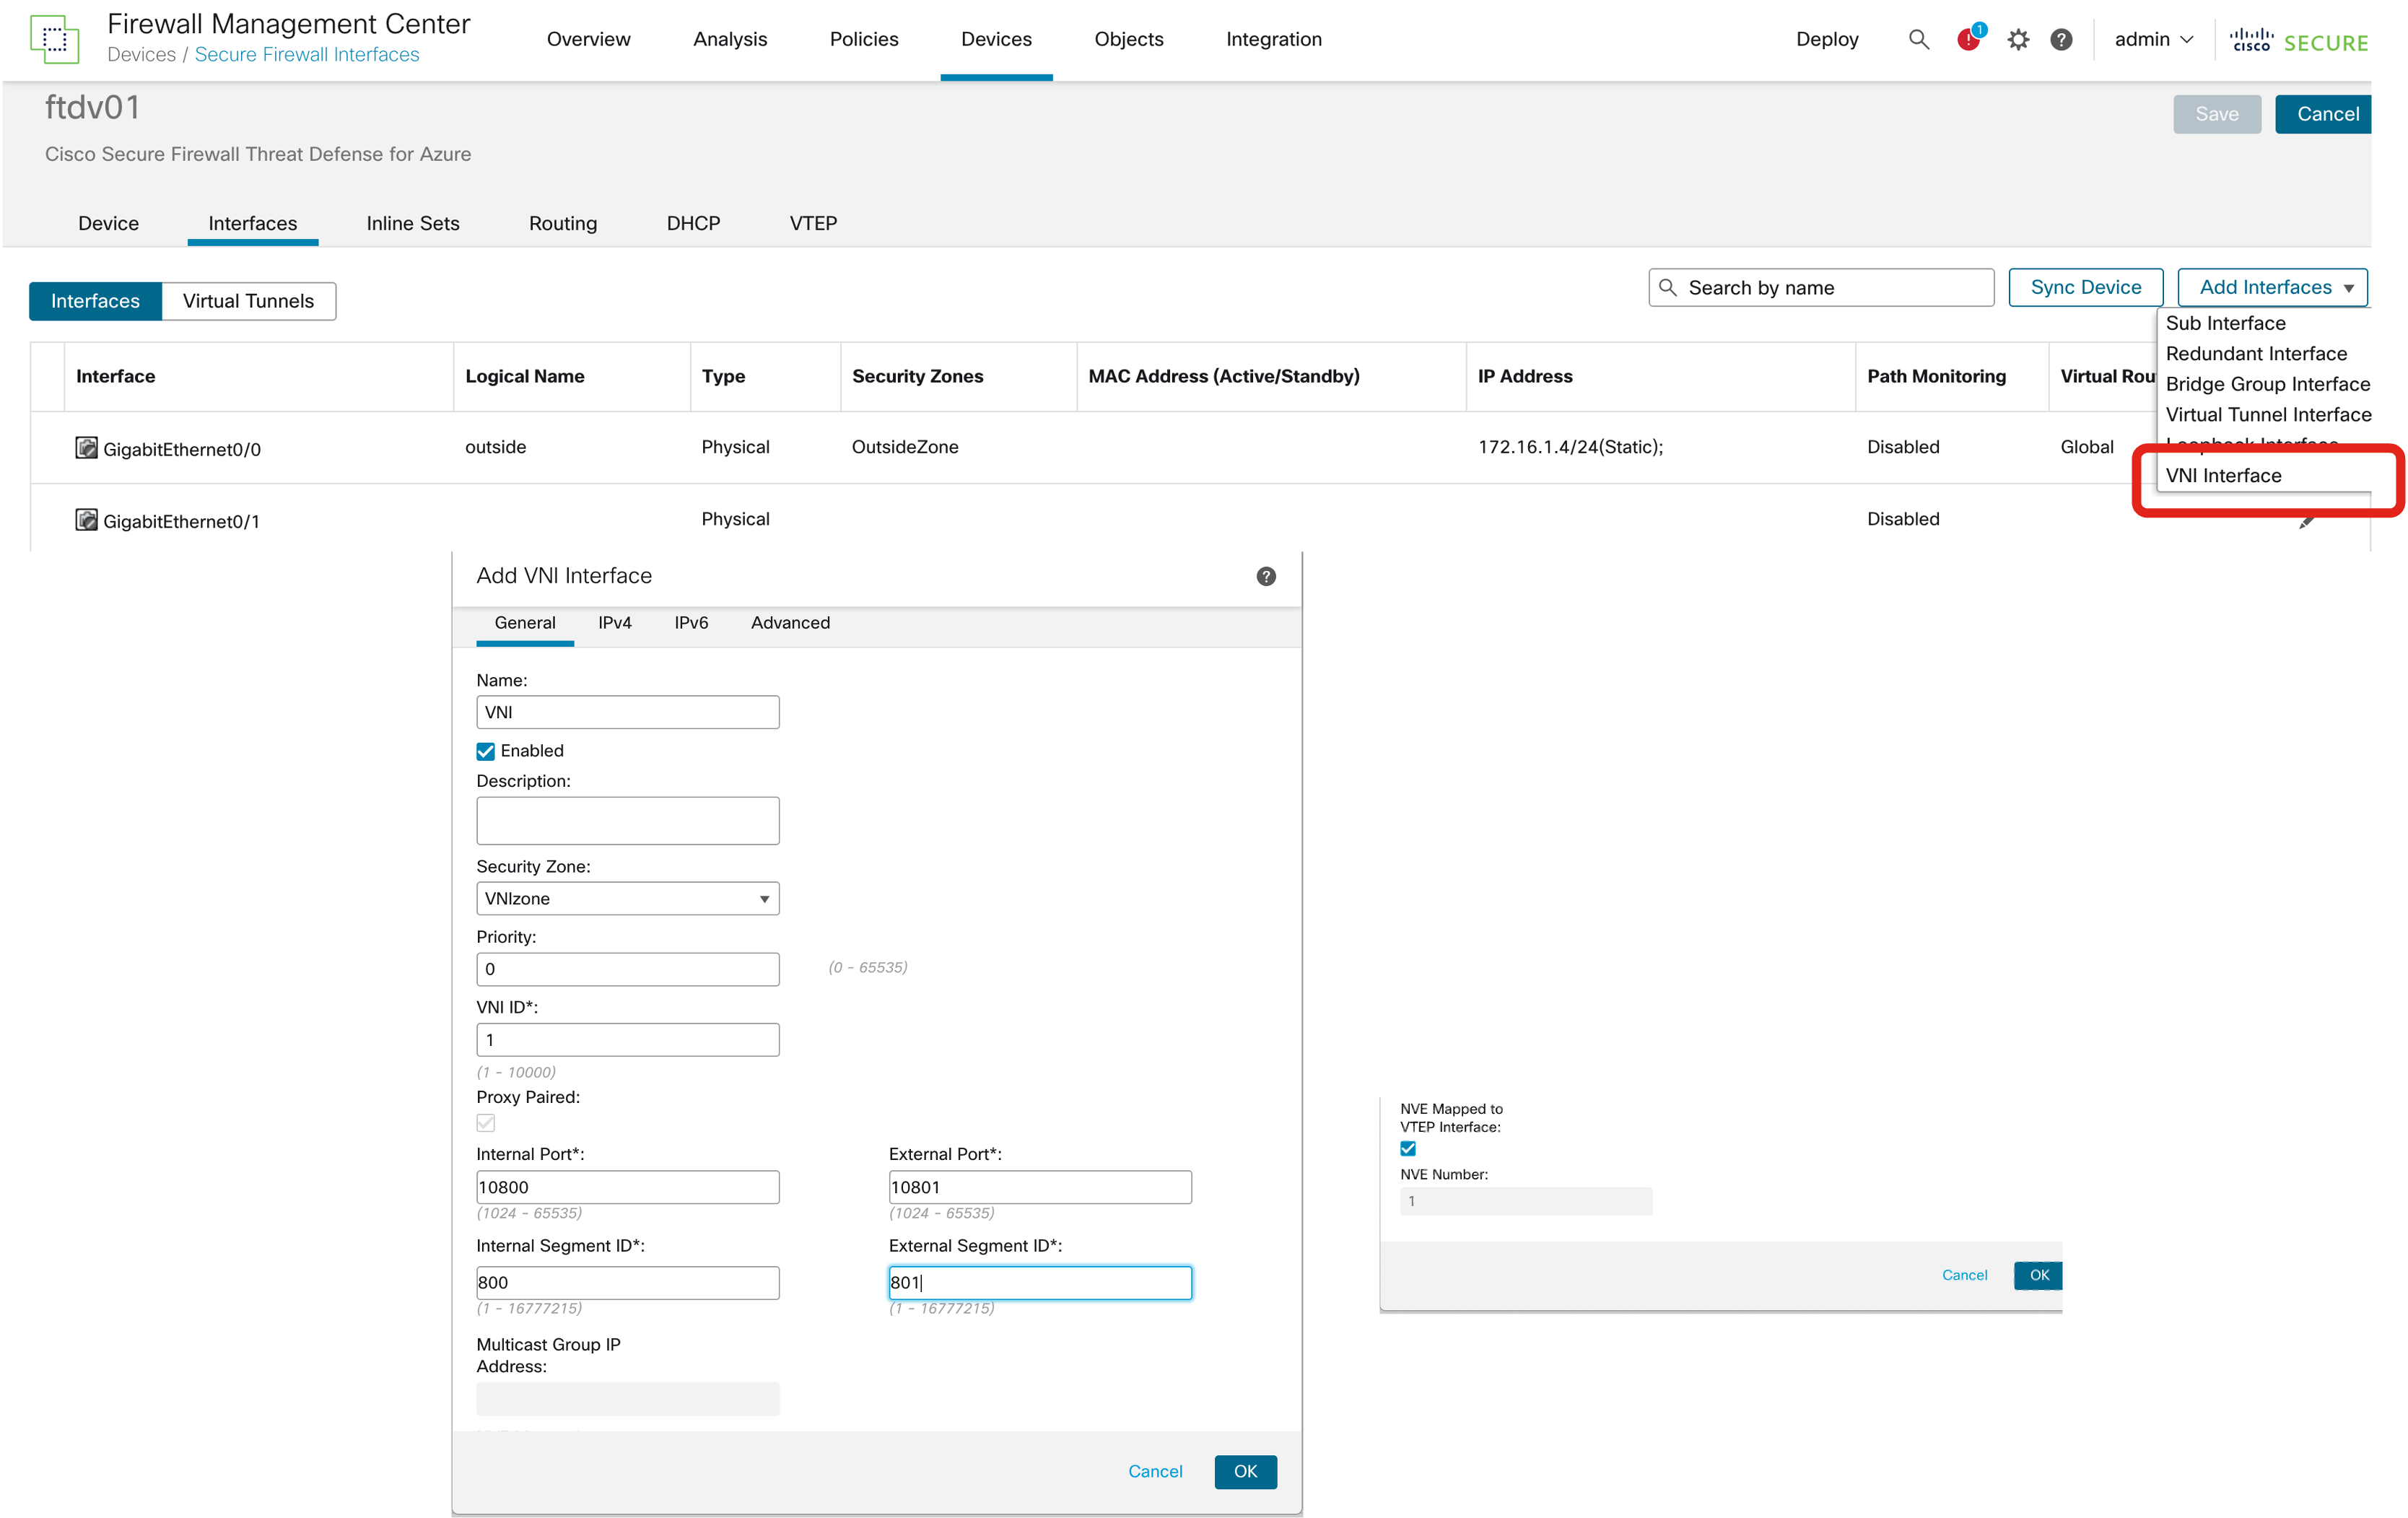 Firewall Management Center
Devices / Secure Firewall Interfaces
Overview
Analysis
Policies
Devices
Objects
Integration
Deploy
1
admin
cisco SECURE
ftdv01
Save
Cancel
Cisco Secure Firewall Threat Defense for Azure
Device
Interfaces
Inline Sets
Routing
DHCP
VTEP
Interfaces
Virtual Tunnels
Search by name
Sync Device
Add Interfaces
Sub Interface
Redundant Interface
Bridge Group Interface
Virtual Tunnel Interface
Loopback Interface
VNI Interface
Interface
Logical Name
Type
Security Zones
MAC Address (Active/Standby)
IP Address
Path Monitoring
Virtual Rou
GigabitEthernet0/0
outside
Physical
OutsideZone
172.16.1.4/24(Static);
Disabled
Global
GigabitEthernet0/1
Physical
Disabled
Add VNI Interface
General
IPv4
IPv6
Advanced
Name:
VNI
Enabled
Description:
Security Zone:
VNIzone
Priority:
0
(0 - 65535)
VNI ID*:
1
(1 - 10000)
Proxy Paired:
Internal Port*:
External Port*:
10800
10801
(1024 - 65535)
(1024 - 65535)
Internal Segment ID*:
External Segment ID*:
800
801
(1 - 16777215)
(1 - 16777215)
Multicast Group IP
Address:
Cancel
OK
NVE Mapped to
VTEP Interface:
NVE Number:
1
Cancel
OK